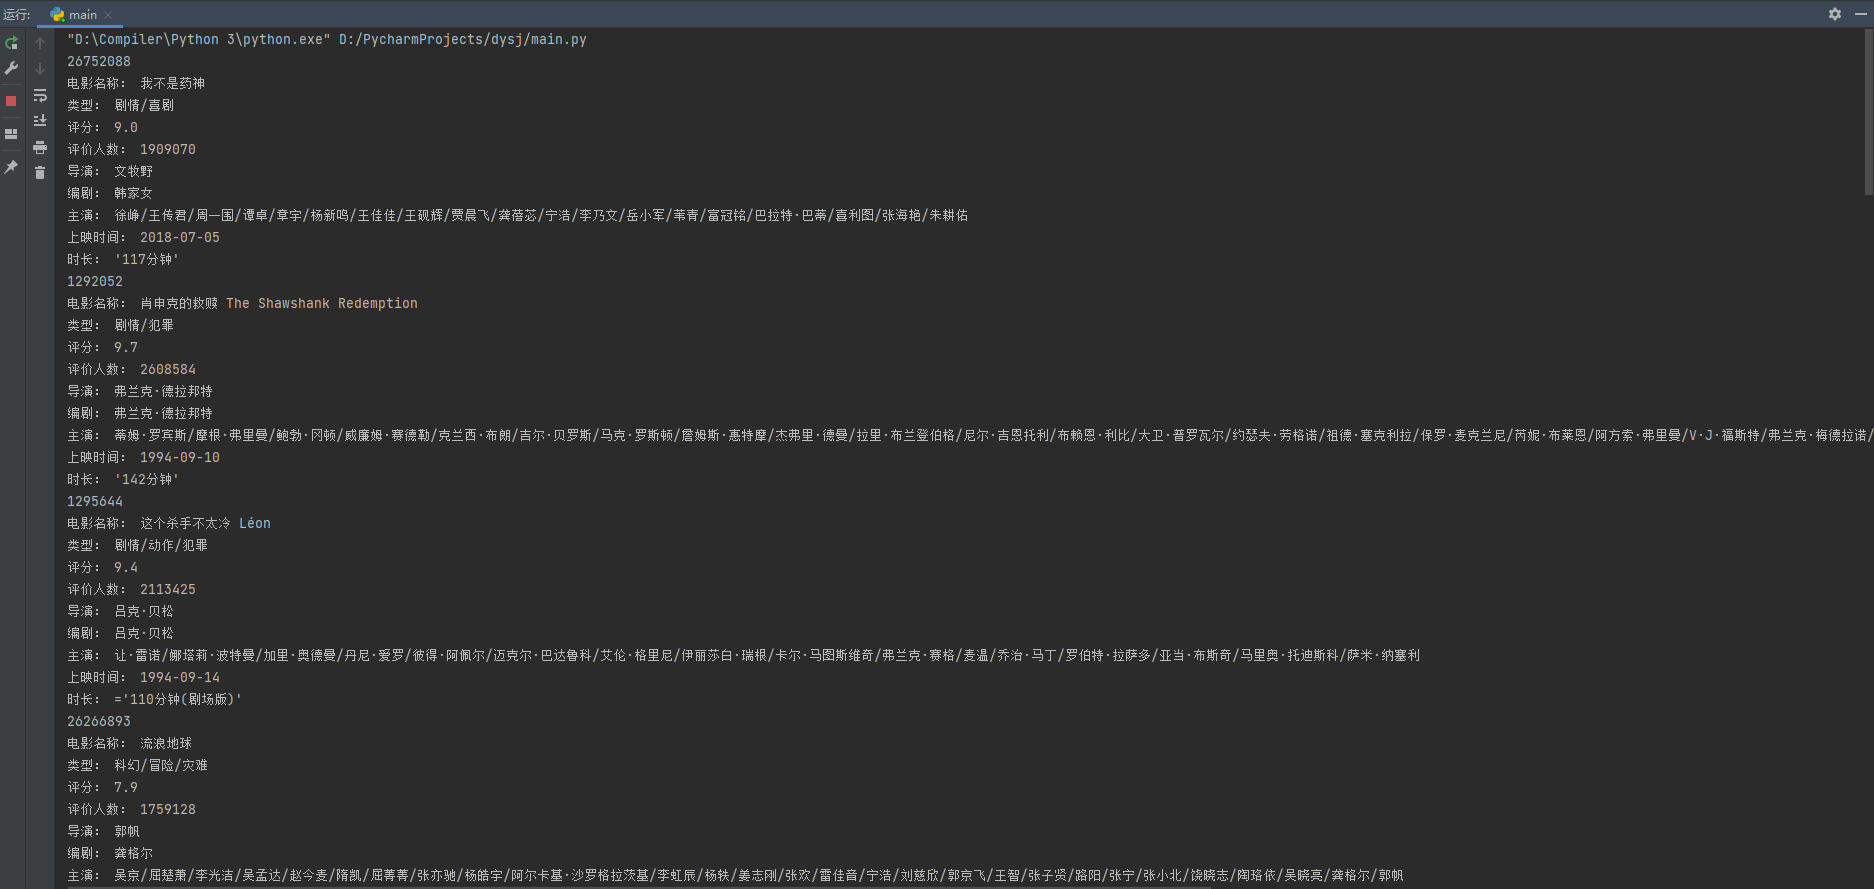 运行: main
"D:\Compiler\Python 3\python.exe" D:/PycharmProjects/dysj/main.py
26752088
电影名称: 我不是药神
类型: 剧情/喜剧
评分: 9.0
评价人数: 1909070
导演: 文牧野
编剧: 韩家女
主演: 徐峥/王传君/周一围/谭卓/章宇/杨新鸣/王佳佳/王砚辉/贾晨飞/龚蓓苾/宁浩/李乃文/岳小军/苇青/富冠铭/巴拉特·巴蒂/喜利图/张海艳/朱耕佑
上映时间: 2018-07-05
时长: '117分钟'
1292052
电影名称: 肖申克的救赎 The Shawshank Redemption
类型: 剧情/犯罪
评分: 9.7
评价人数: 2608584
导演: 弗兰克·德拉邦特
编剧: 弗兰克·德拉邦特
主演: 蒂姆·罗宾斯/摩根·弗里曼/鲍勃·冈顿/威廉姆·赛德勒/克兰西·布朗/吉尔·贝罗斯/马克·罗斯顿/詹姆斯·惠特摩/杰弗里·德曼/拉里·布兰登伯格/尼尔·吉恩托利/布赖恩·利比/大卫·普罗瓦尔/约瑟夫·劳格诺/祖德·塞克利拉/保罗·麦克兰尼/芮妮·布莱恩/阿方索·弗里曼/V·J·福斯特/弗兰克·梅德拉诺/
上映时间: 1994-09-10
时长: '142分钟'
1295644
电影名称: 这个杀手不太冷 Léon
类型: 剧情/动作/犯罪
评分: 9.4
评价人数: 2113425
导演: 吕克·贝松
编剧: 吕克·贝松
主演: 让·雷诺/娜塔莉·波特曼/加里·奥德曼/丹尼·爱罗/彼得·阿佩尔/迈克尔·巴达鲁科/艾伦·格里尼/伊丽莎白·瑞根/卡尔·马图斯维奇/弗兰克·赛格/麦温/乔治·马丁/罗伯特·拉萨多/亚当·布斯奇/马里奥·托迪斯科/萨米·纳塞利
上映时间: 1994-09-14
时长: ='110分钟(剧场版)'
26266893
电影名称: 流浪地球
类型: 科幻/冒险/灾难
评分: 7.9
评价人数: 1759128
导演: 郭帆
编剧: 龚格尔
主演: 吴京/屈楚萧/李光洁/吴孟达/赵今麦/隋凯/屈菁菁/张亦驰/杨皓宇/阿尔卡基·沙罗格拉茨基/李虹辰/杨轶/姜志刚/张欢/雷佳音/宁浩/刘慈欣/郭京飞/王智/张子贤/路阳/张宁/张小北/饶晓志/陶珞依/吴晓亮/龚格尔/郭帆